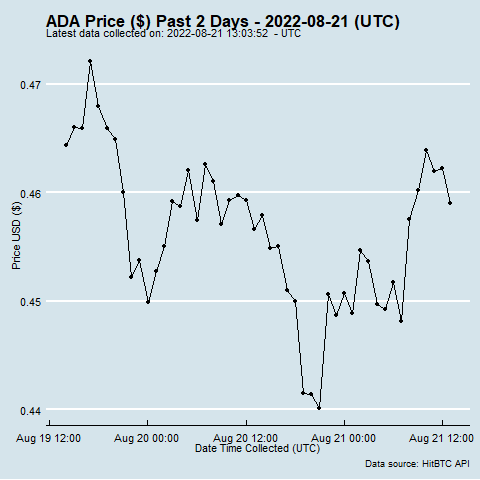 ADA Price ($) Past 2 Days - 2022-08-21 (UTC)
Latest data collected on: 2022-08-21 13:03:52 - UTC
0.47
0.46
0.45
0.44
Price USD ($)
Aug 19 12:00 Aug 20 00:00 Aug 20 12:00 Aug 21 00:00 Aug 21 12:00
Date Time Collected (UTC)
Data source: HitBTC API